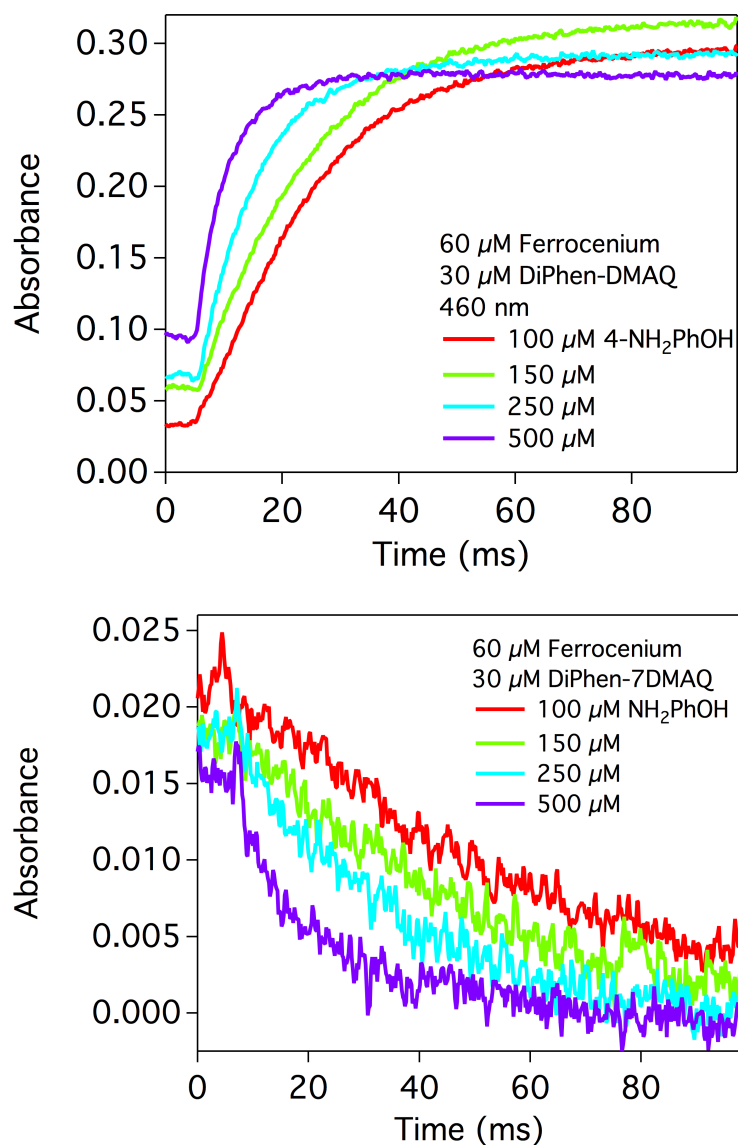 0.30
0.25
0.20
0.15
0.10
0.05
0.00
Absorbance
60 µM Ferrocenium
30 µM DiPhen-DMAQ
460 nm
100 µM 4-NH₂PhOH
150 µM
250 µM
500 µM
0 20 40 60 80
Time (ms)
0.025
0.020
0.015
0.010
0.005
0.000
Absorbance
60 µM Ferrocenium
30 µM DiPhen-7DMAQ
100 µM NH₂PhOH
150 µM
250 µM
500 µM
0 20 40 60 80
Time (ms)